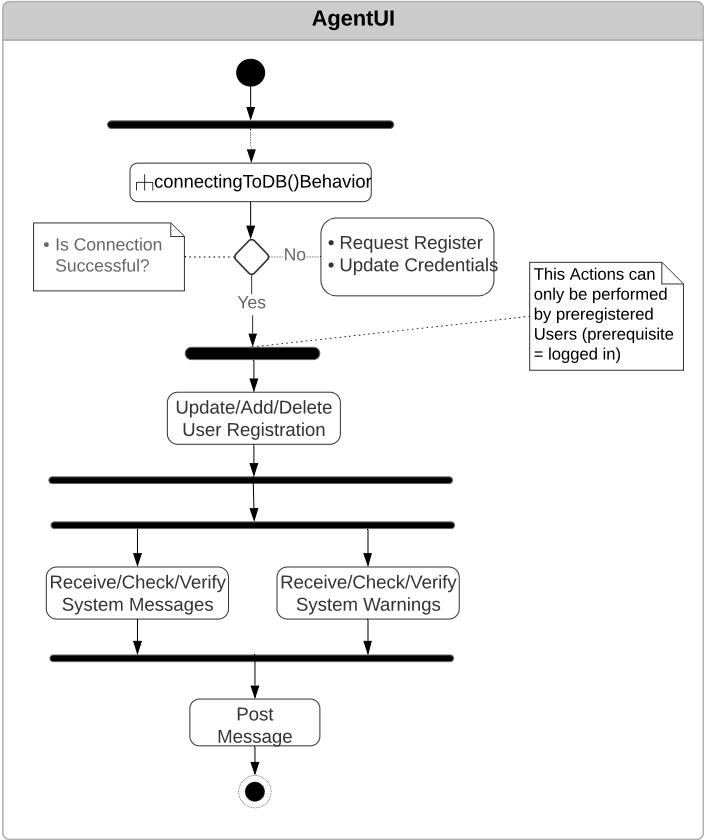 AgentUI
connectingToDB()Behavior
• Is Connection
Successful?
No
• Request Register
• Update Credentials
Yes
This Actions can
only be performed
by preregistered
Users (prerequisite
= logged in)
Update/Add/Delete
User Registration
Receive/Check/Verify
System Messages
Receive/Check/Verify
System Warnings
Post
Message